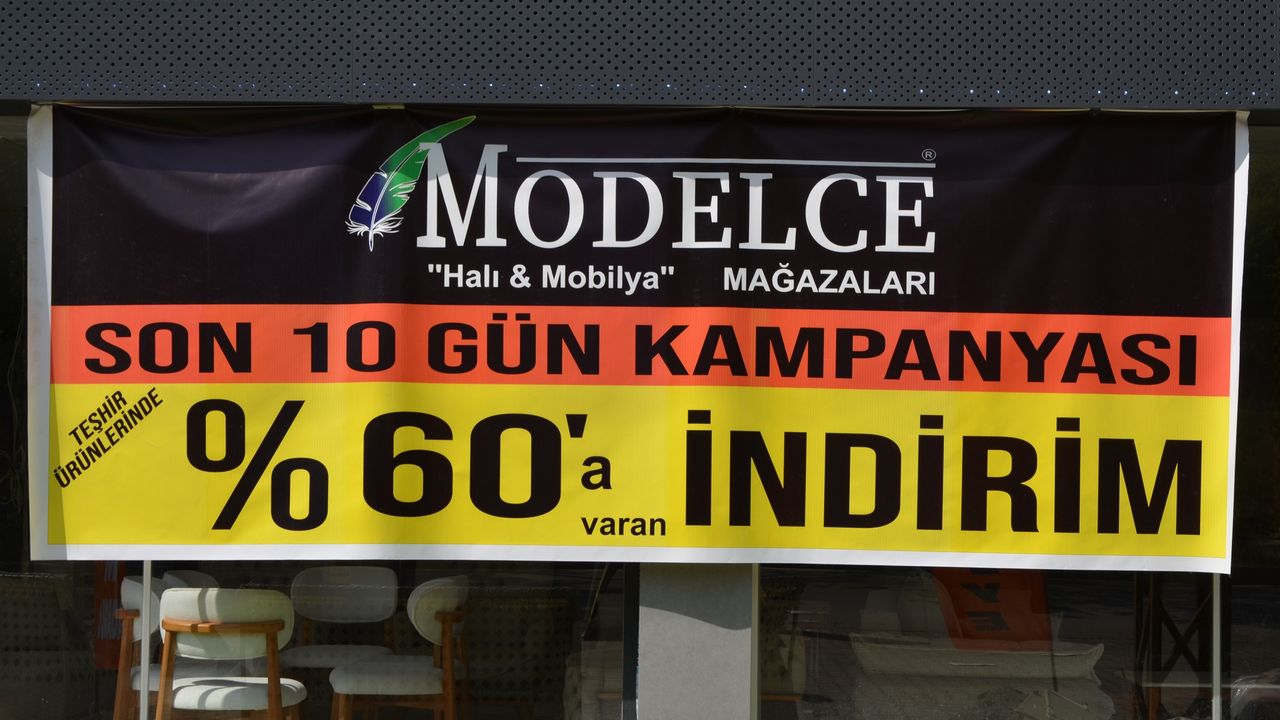 MODELCE ®
"Halı & Mobilya" MAĞAZALARI
SON 10 GÜN KAMPANYASI
TEŞHİR
ÜRÜNLERİNDE
%60'a varan İNDİRİM